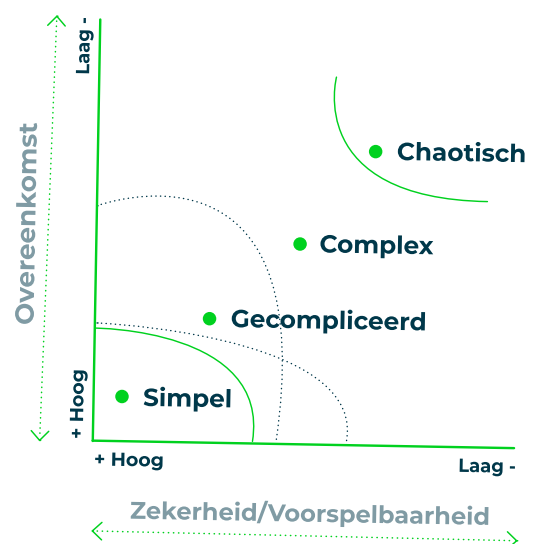 Laag -
Overeenkomst
+ Hoog
Chaotisch
Complex
Gecompliceerd
Simpel
+ Hoog
Laag -
Zekerheid/Voorspelbaarheid